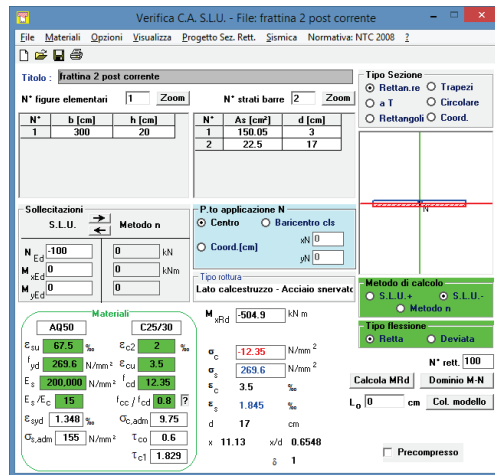 Verifica C.A. S.L.U. - File: frattina 2 post corrente
File Materiali Opzioni Visualizza Progetto Sez. Rett. Sismica Normativa: NTC 2008 ?
Titolo : frattina 2 post corrente
N° figure elementari 1 Zoom N° strati barre 2 Zoom
N° b [cm] h [cm]
1 300 20
N° As [cm²] d [cm]
1 150.05 3
2 22.5 17
Tipo Sezione
Rettan.re Trapezi
a T Circolare
Rettangoli Coord.
N
Sollecitazioni
S.L.U. Metodo n
N Ed -100 0 kN
M xEd 0 0 kNm
M yEd 0 0
P.to applicazione N
Centro Baricentro cls
Coord.[cm] xN 0
yN 0
Tipo rottura
Lato calcestruzzo - Acciaio snervato
Metodo di calcolo
S.L.U.+ S.L.U.-
Metodo n
Tipo flessione
Retta Deviata
N° rett. 100
Calcola MRd Dominio M-N
L₀ 0 cm Col. modello
Precompresso
Materiali
AQ50 C25/30
εsu 67.5 ‰ εc2 2 ‰
fyd 269.6 N/mm² εcu 3.5
Es 200,000 N/mm² fcd 12.35
Es/Ec 15 fcc/fcd 0.8 ?
εsyd 1.348 ‰ σc,adm 9.75
σs,adm 155 N/mm² τco 0.6
τc1 1.829
M xRd -504.9 kN m
σc -12.35 N/mm²
σs 269.6 N/mm²
εc 3.5 ‰
εs 1.845 ‰
d 17 cm
x 11.13 x/d 0.6548
δ 1